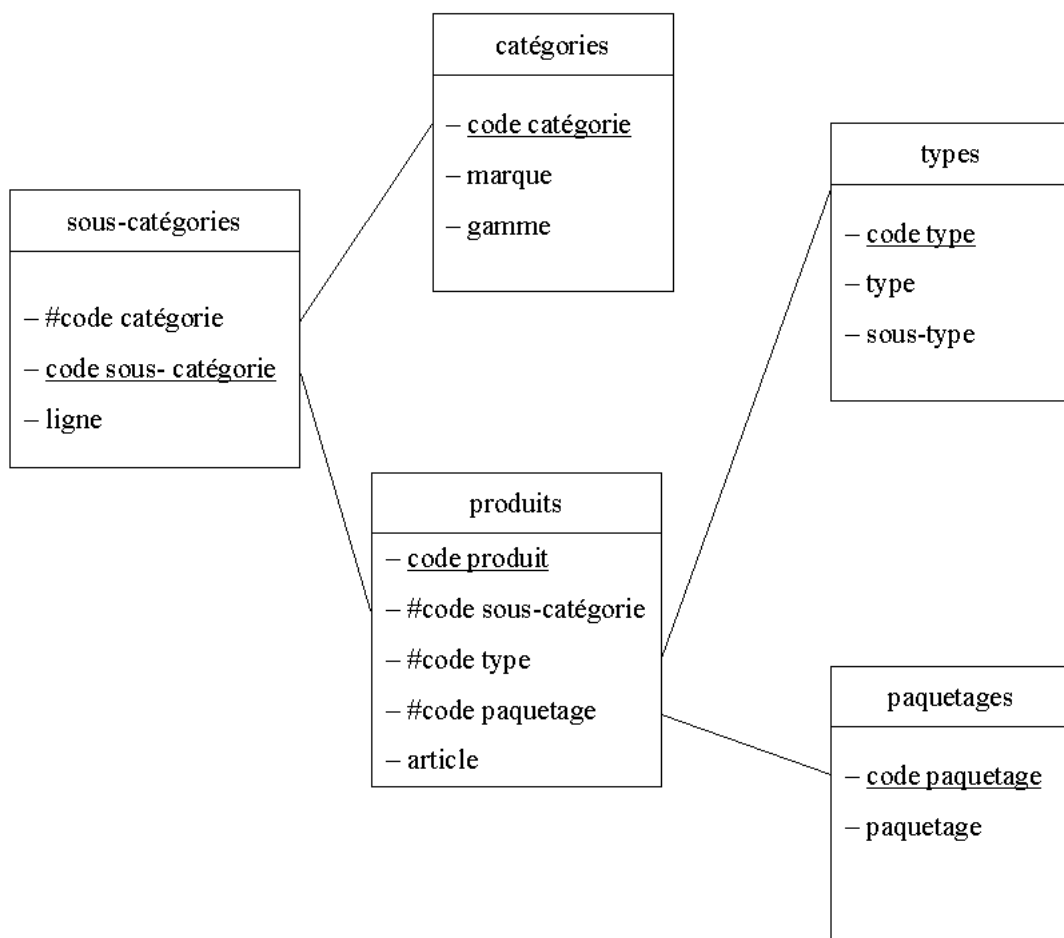 catégories
– code catégorie
– marque
– gamme
types
– code type
– type
– sous-type
sous-catégories
– #code catégorie
– code sous- catégorie
– ligne
produits
– code produit
– #code sous-catégorie
– #code type
– #code paquetage
– article
paquetages
– code paquetage
– paquetage